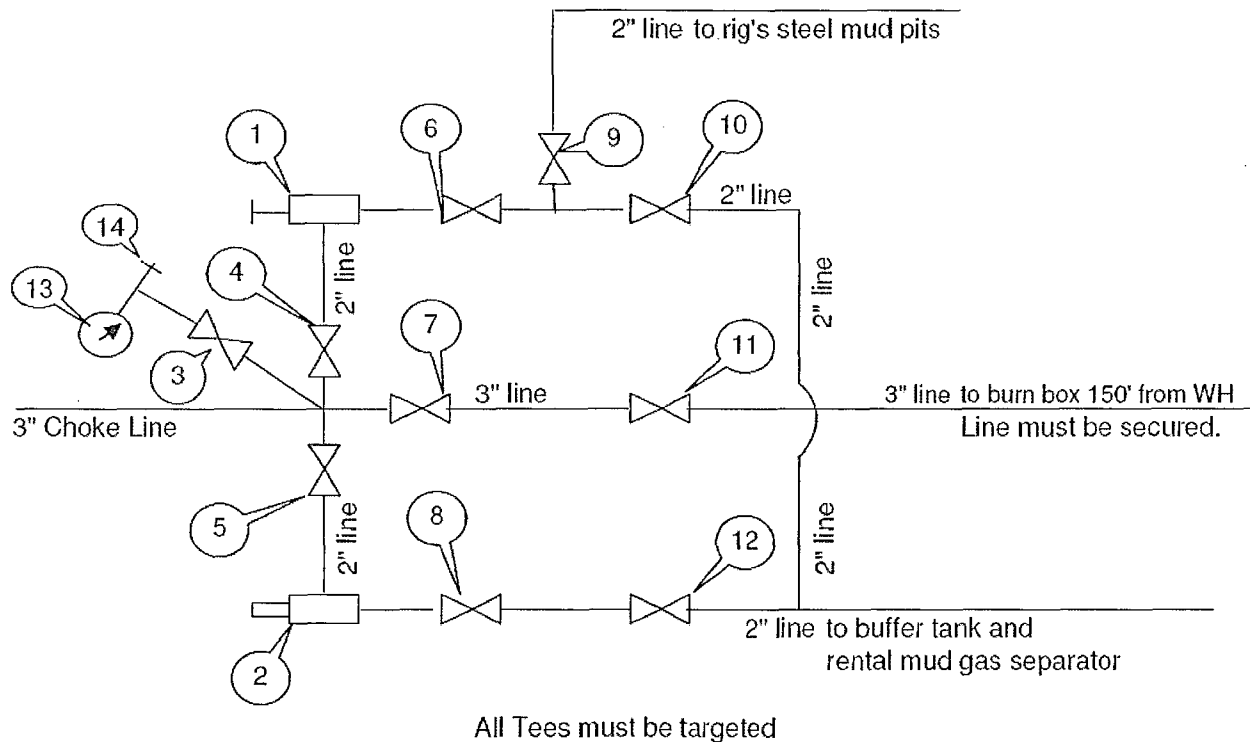 2" line to rig's steel mud pits
1
6
9
10
2" line
14
13
4
2" line
2" line
3
7
3" line
11
3" line to burn box 150' from WH
Line must be secured.
3" Choke Line
5
2" line
8
12
2" line
2
2" line to buffer tank and
rental mud gas separator
All Tees must be targeted